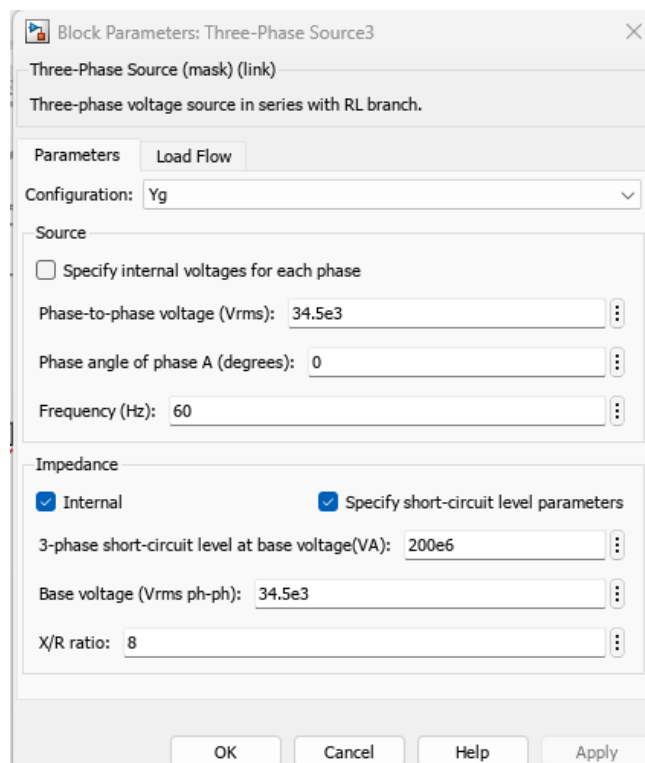 Block Parameters: Three-Phase Source3
Three-Phase Source (mask) (link)
Three-phase voltage source in series with RL branch.
Parameters Load Flow
Configuration: Yg
Source
Specify internal voltages for each phase
Phase-to-phase voltage (Vrms): 34.5e3
Phase angle of phase A (degrees): 0
Frequency (Hz): 60
Impedance
Internal Specify short-circuit level parameters
3-phase short-circuit level at base voltage(VA): 200e6
Base voltage (Vrms ph-ph): 34.5e3
X/R ratio: 8
OK Cancel Help Apply